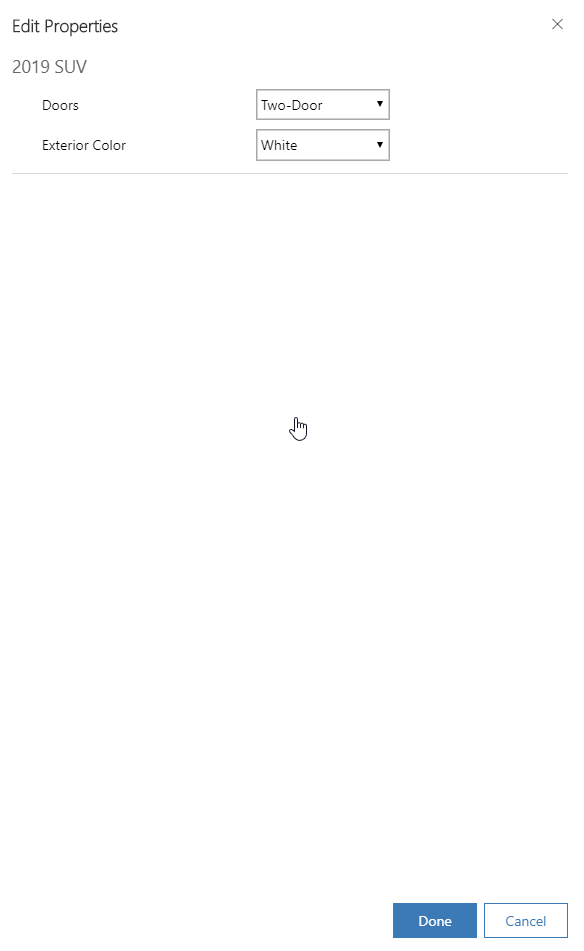 Edit Properties
2019 SUV
Doors Two-Door
Exterior Color White
Done Cancel